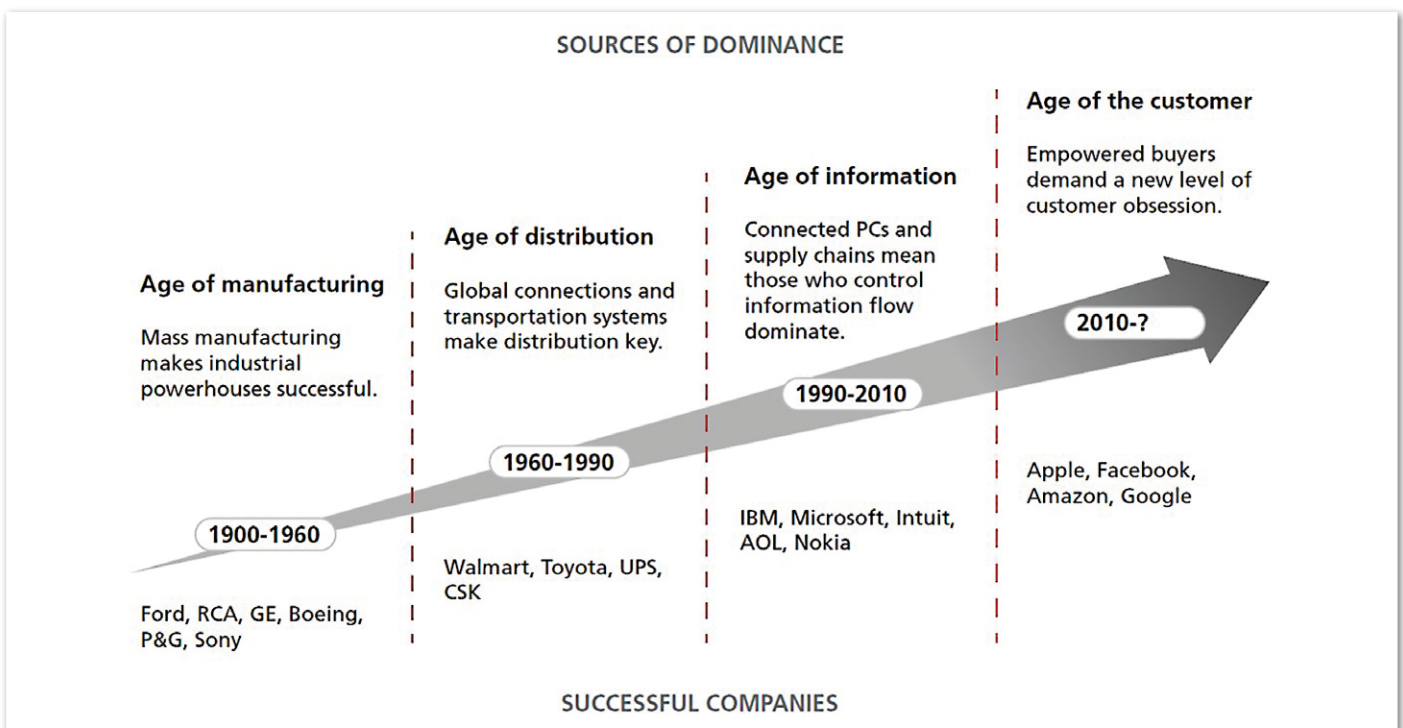 SOURCES OF DOMINANCE
Age of manufacturing
Mass manufacturing
makes industrial
powerhouses successful.
1900-1960
Ford, RCA, GE, Boeing,
P&G, Sony
Age of distribution
Global connections and
transportation systems
make distribution key.
1960-1990
Walmart, Toyota, UPS,
CSK
Age of information
Connected PCs and
supply chains mean
those who control
information flow
dominate.
1990-2010
IBM, Microsoft, Intuit,
AOL, Nokia
Age of the customer
Empowered buyers
demand a new level of
customer obsession.
2010-?
Apple, Facebook,
Amazon, Google
SUCCESSFUL COMPANIES